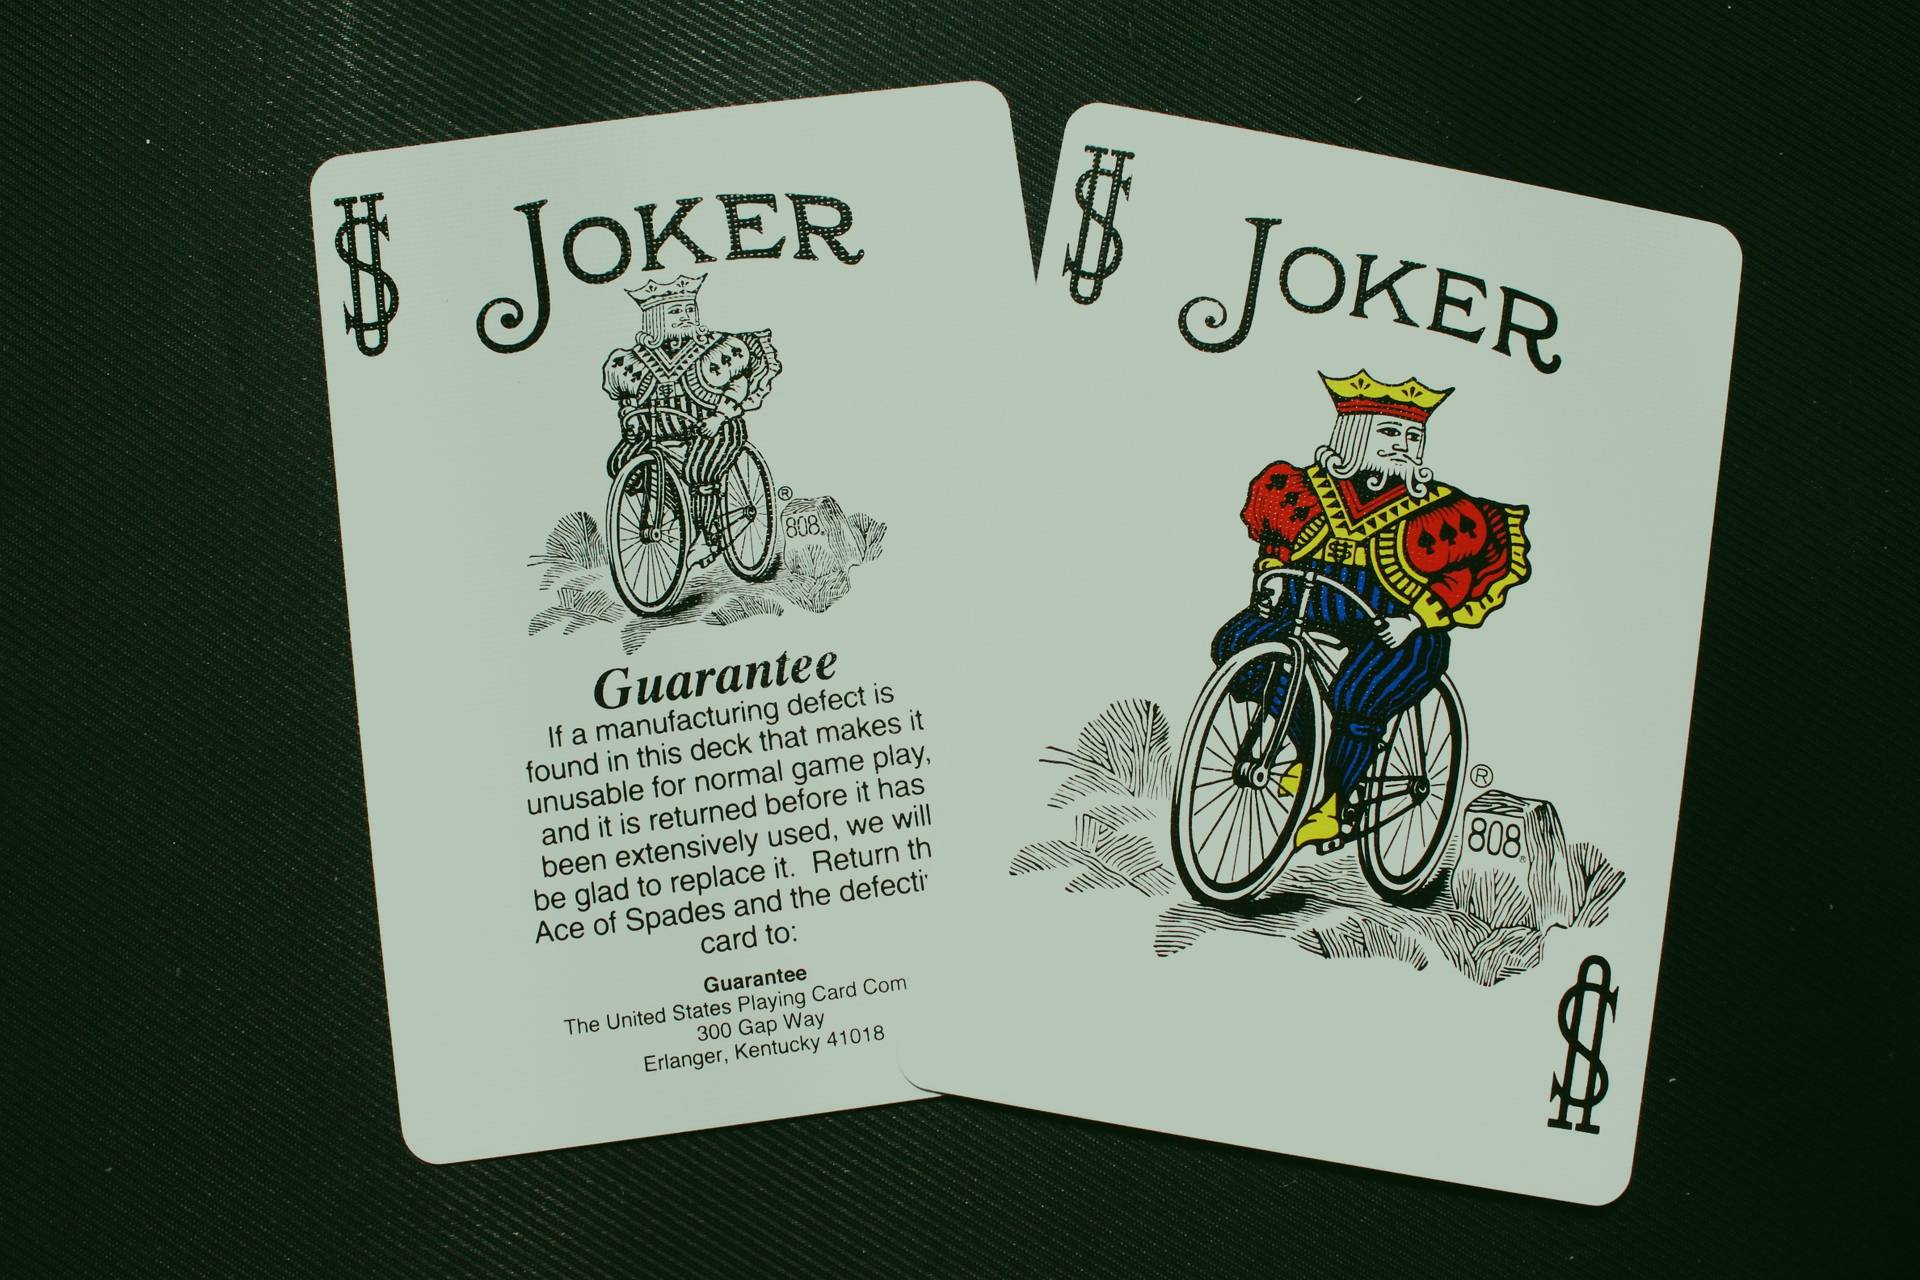 JOKER
®
808
Guarantee
If a manufacturing defect is
found in this deck that makes it
unusable for normal game play,
and it is returned before it has
been extensively used, we will
be glad to replace it. Return th
Ace of Spades and the defecti
card to:
Guarantee
The United States Playing Card Com
300 Gap Way
Erlanger, Kentucky 41018
JOKER
®
808